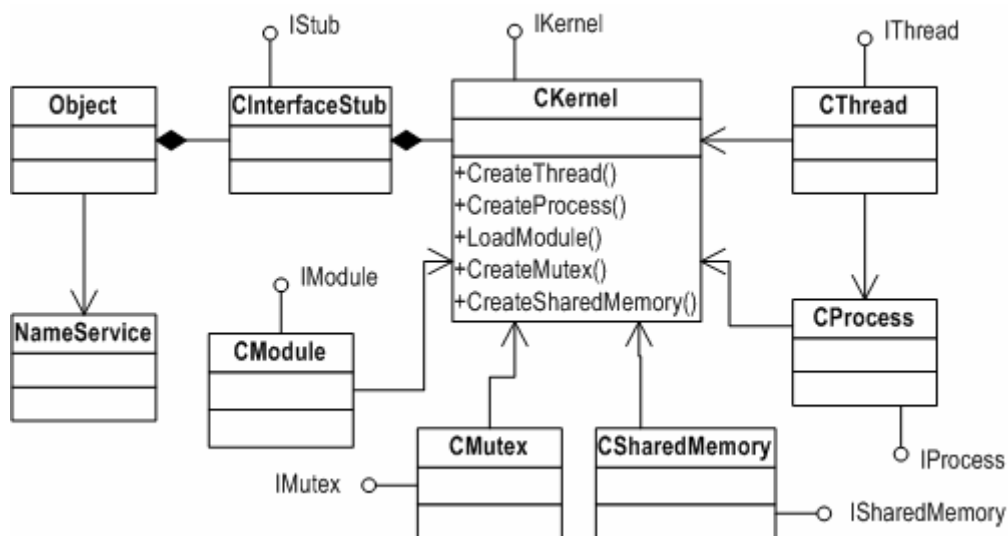 IStub
IKernel
IThread
Object
CInterfaceStub
CKernel
CThread
+CreateThread()
+CreateProcess()
+LoadModule()
+CreateMutex()
+CreateSharedMemory()
IModule
NameService
CModule
CProcess
CMutex
CSharedMemory
IProcess
IMutex
ISharedMemory